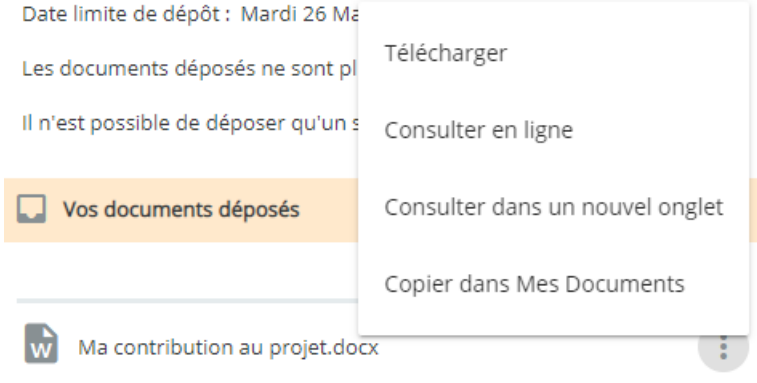 Date limite de dépôt : Mardi 26 Ma
Les documents déposés ne sont pl
Il n'est possible de déposer qu'un s
Vos documents déposés
Télécharger
Consulter en ligne
Consulter dans un nouvel onglet
Copier dans Mes Documents
W Ma contribution au projet.docx